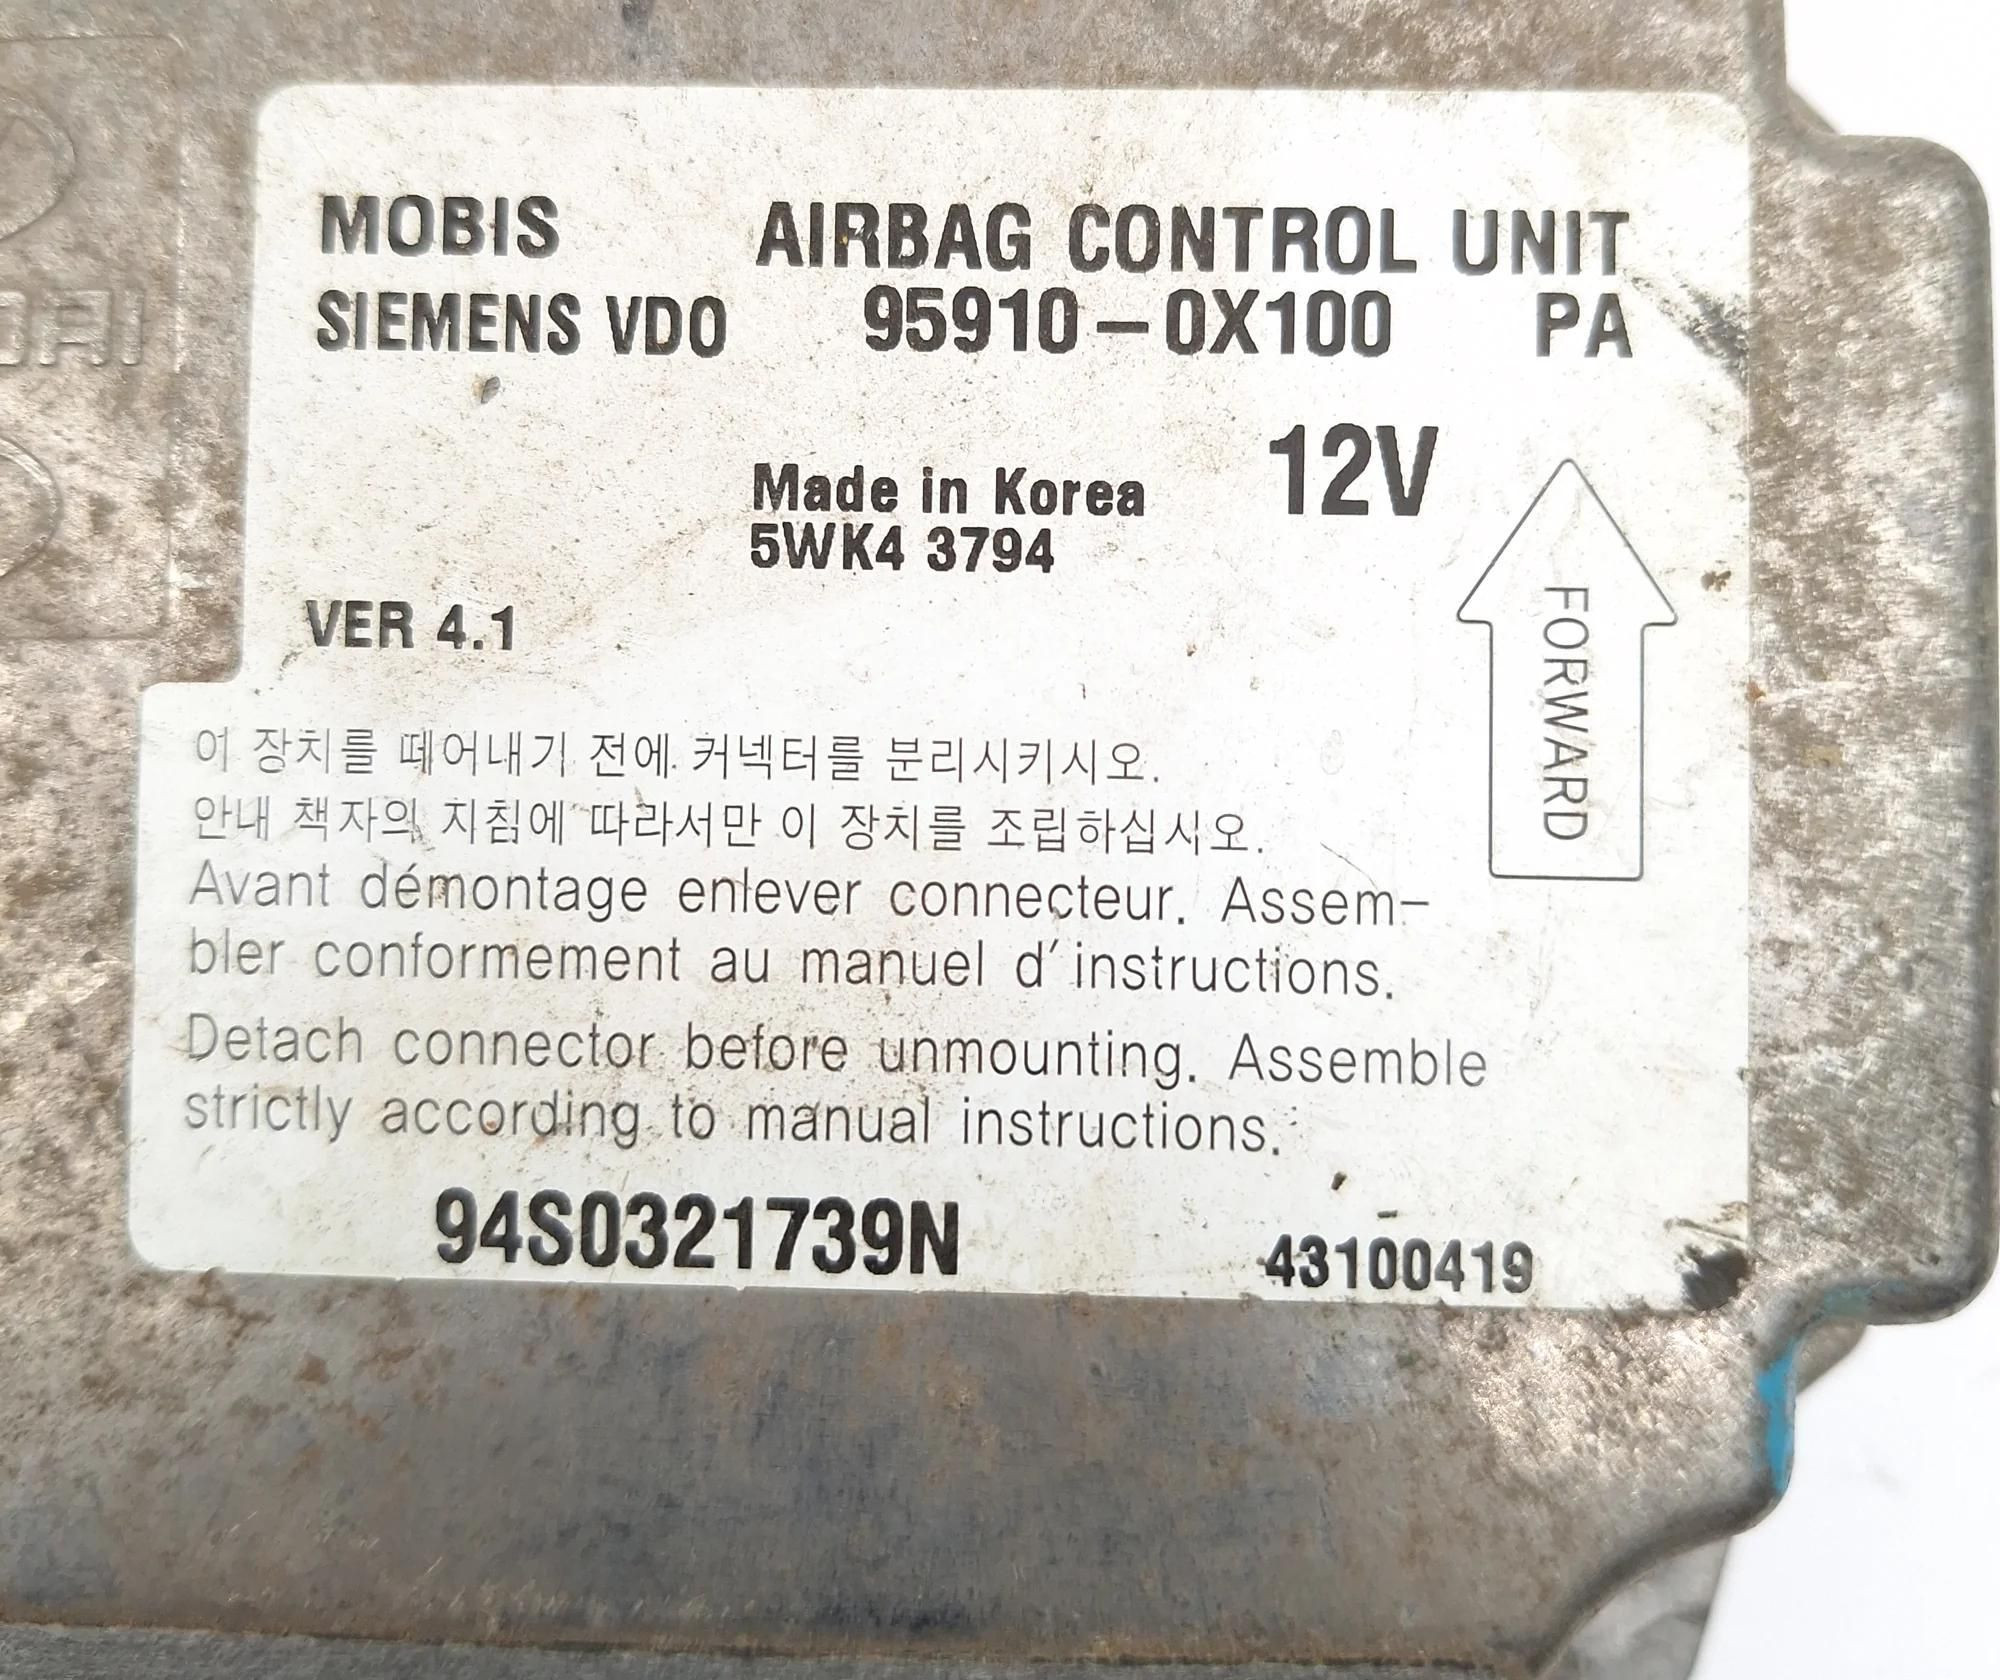 MOBIS AIRBAG CONTROL UNIT
SIEMENS VDO 95910-0X100 PA
12V
Made in Korea
5WK4 3794
VER 4.1
FORWARD
이 장치를 떼어내기 전에 커넥터를 분리시키시오.
안내 책자의 지침에 따라서만 이 장치를 조립하십시오.
Avant démontage enlever connecteur. Assem-
bler conformement au manuel d'instructions.
Detach connector before unmounting. Assemble
strictly according to manual instructions.
94S0321739N 43100419